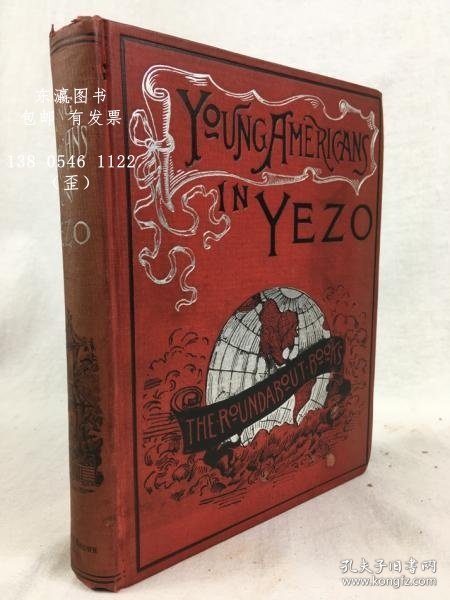 东瀛图书
包邮 有发票
138 0546 1122
（歪）
YOUNG AMERICANS
IN YEZO
THE ROUNDABOUT BOOKS
孔夫子旧书网
www.kongfz.com